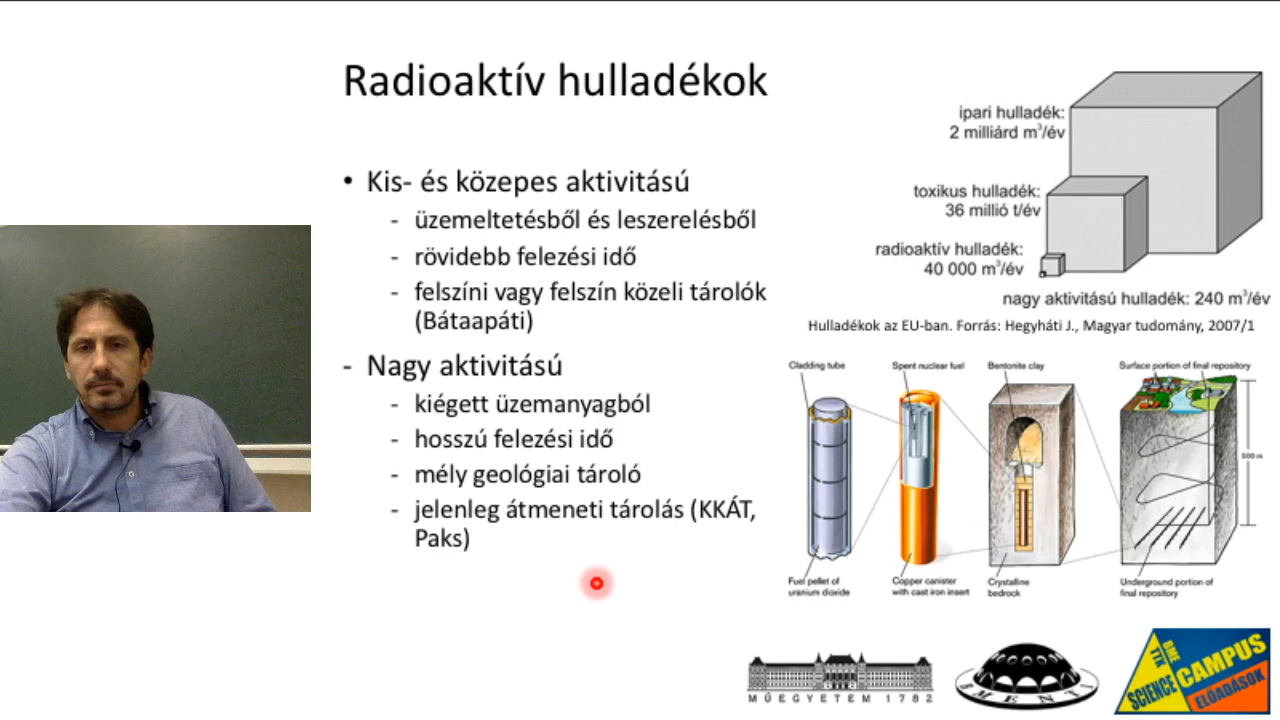 Radioaktív hulladékok
• Kis- és közepes aktivitású
- üzemeltetésből és leszerelésből
- rövidebb felezési idő
- felszíni vagy felszín közeli tárolók
(Bátaapáti)
- Nagy aktivitású
- kiégett üzemanyagból
- hosszú felezési idő
- mély geológiai tároló
- jelenleg átmeneti tárolás (KKÁT,
Paks)
ipari hulladék:
2 milliárd m³/év
toxikus hulladék:
36 millió t/év
radioaktív hulladék:
40 000 m³/év
nagy aktivitású hulladék: 240 m³/év
Hulladékok az EU-ban. Forrás: Hegyháti J., Magyar tudomány, 2007/1
Cladding tube
Spent nuclear fuel
Bentonite clay
Surface portion of final repository
500 m
Fuel pellet of
uranium dioxide
Copper canister
with cast iron insert
Crystalline
bedrock
Underground portion of
final repository
MŰEGYETEM 1782
SMENTI
BME
TTK
SCIENCE
CAMPUS
ELŐADÁSOK